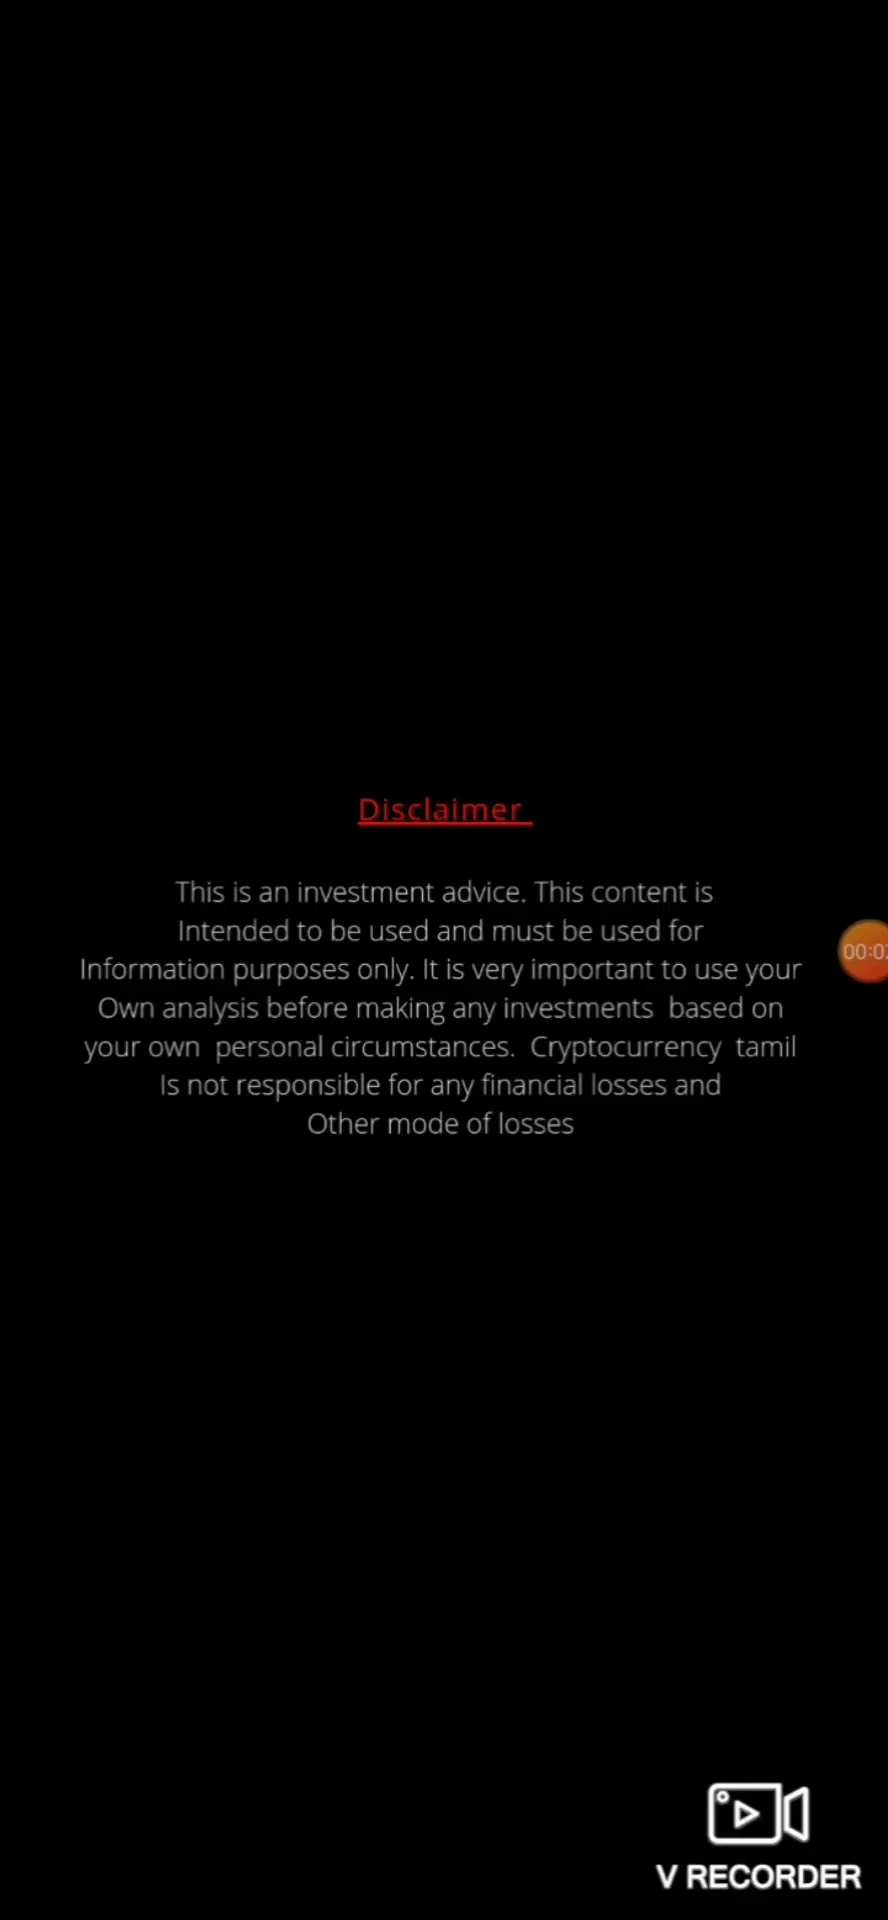 Disclaimer
This is an investment advice. This content is
Intended to be used and must be used for
Information purposes only. It is very important to use your
00:0
Own analysis before making any investments based on
your own personal circumstances. Cryptocurrency tamil
Is not responsible for any financial losses and
Other mode of losses
V RECORDER